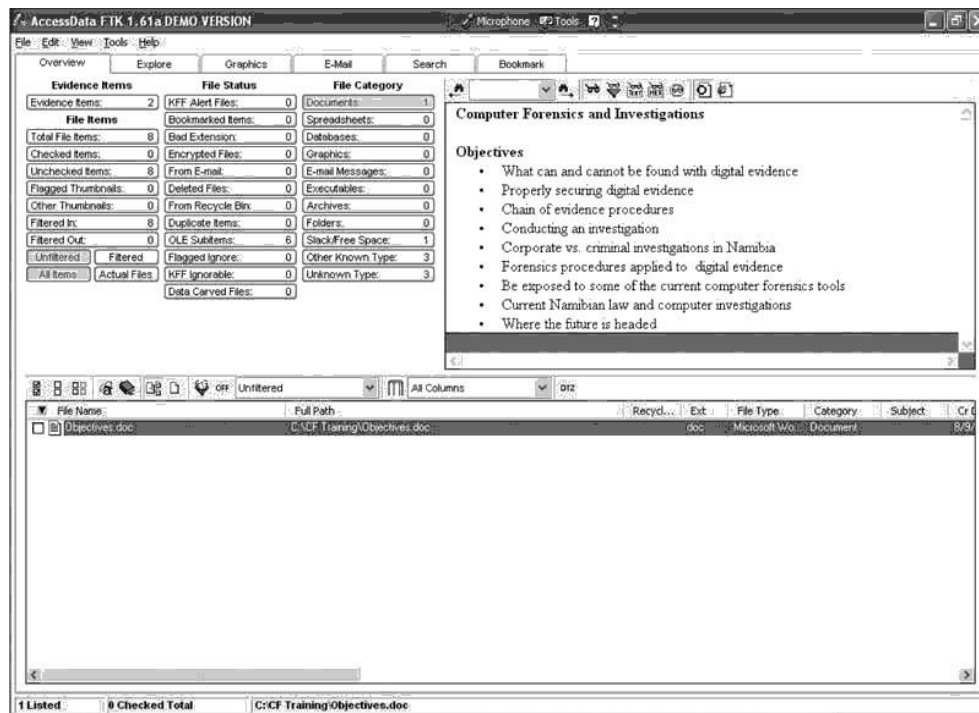 AccessData FTK 1.61a DEMO VERSION
Microphone Tools
File Edit View Tools Help
Overview Explore Graphics E-Mail Search Bookmark
Evidence Items File Status File Category
Evidence Items: 2 KFF Alert Files: 0 Documents: 1
File Items Bookmarked Items: 0 Spreadsheets: 0
Total File Items: 8 Bad Extension: 0 Databases: 0
Checked Items: 0 Encrypted Files: 0 Graphics: 0
Unchecked Items: 8 From E-mail: 0 E-mail Messages: 0
Flagged Thumbnails: 0 Deleted Files: 0 Executables: 0
Other Thumbnails: 0 From Recycle Bin: 0 Archives: 0
Filtered In: 8 Duplicate Items: 0 Folders: 0
Filtered Out: 0 OLE Subitems: 6 Slack/Free Space: 1
Unfiltered Filtered Flagged Ignore: 0 Other Known Type: 3
All Items Actual Files KFF Ignorable: 0 Unknown Type: 3
Data Carved Files: 0
Computer Forensics and Investigations
Objectives
• What can and cannot be found with digital evidence
• Properly securing digital evidence
• Chain of evidence procedures
• Conducting an investigation
• Corporate vs. criminal investigations in Namibia
• Forensics procedures applied to digital evidence
• Be exposed to some of the current computer forensics tools
• Current Namibian law and computer investigations
• Where the future is headed
OFF Unfiltered All Columns DTZ
File Name Full Path Recycl... Ext File Type Category Subject Cr D
Objectives.doc C:\CF Training\Objectives.doc doc Microsoft Wo... Document 8/9/
1 Listed 0 Checked Total C:\CF Training\Objectives.doc